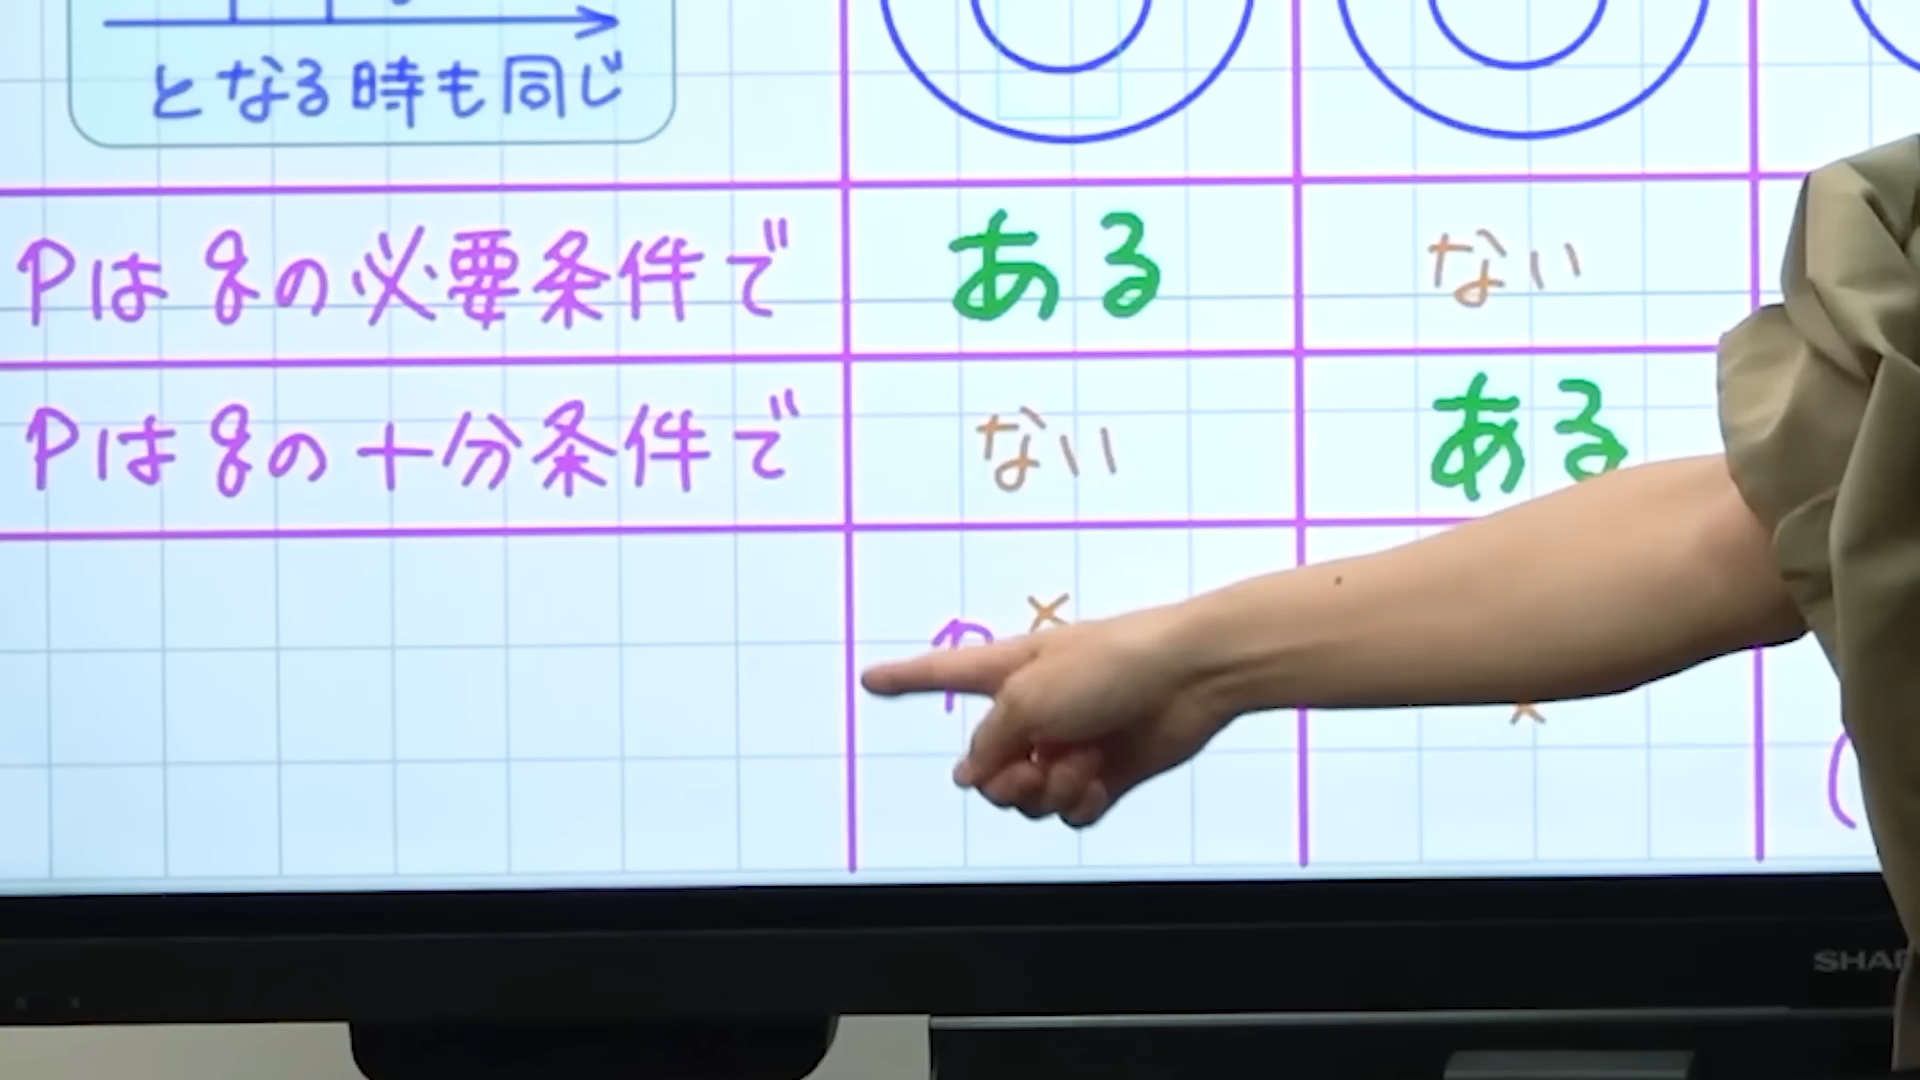 となる時も同じ
Pはqの必要条件で ある ない
Pはqの十分条件で ない ある
×
P
×
(